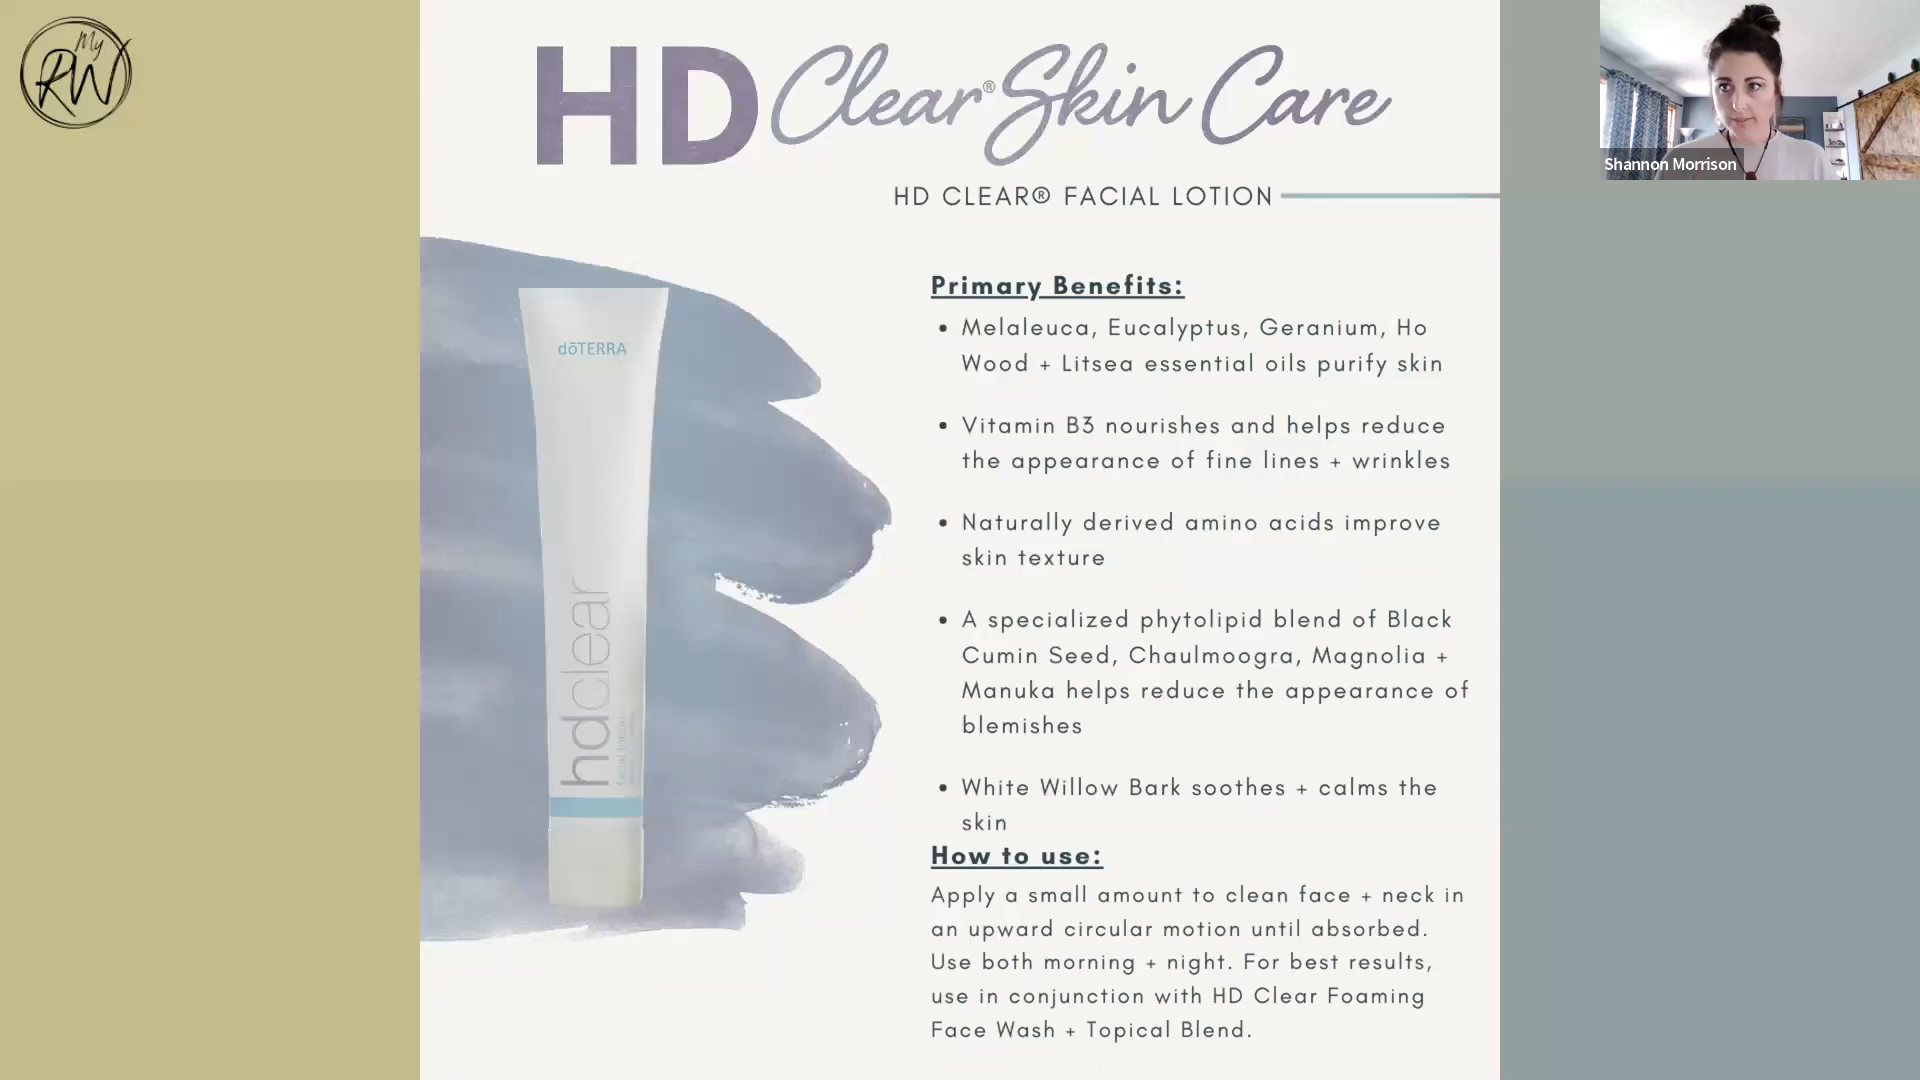 My
RW
HD Clear® Skin Care
Shannon Morrison
HD CLEAR® FACIAL LOTION
dōTERRA
hdclear
facial lotion
Primary Benefits:
• Melaleuca, Eucalyptus, Geranium, Ho
Wood + Litsea essential oils purify skin
• Vitamin B3 nourishes and helps reduce
the appearance of fine lines + wrinkles
• Naturally derived amino acids improve
skin texture
• A specialized phytolipid blend of Black
Cumin Seed, Chaulmoogra, Magnolia +
Manuka helps reduce the appearance of
blemishes
• White Willow Bark soothes + calms the
skin
How to use:
Apply a small amount to clean face + neck in
an upward circular motion until absorbed.
Use both morning + night. For best results,
use in conjunction with HD Clear Foaming
Face Wash + Topical Blend.